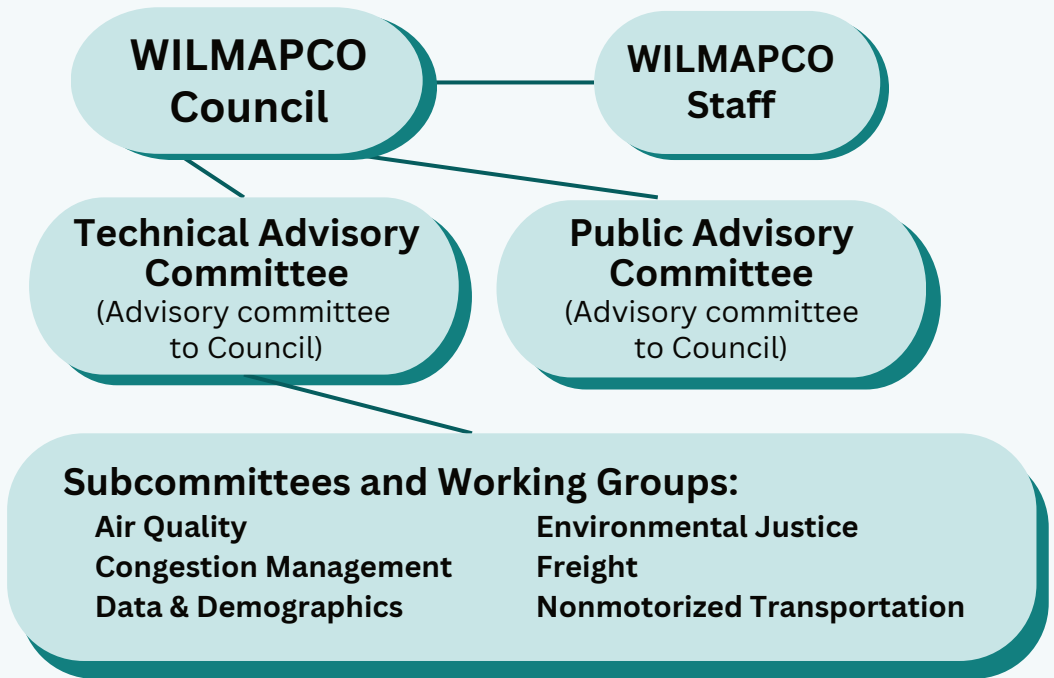 WILMAPCO
Council
WILMAPCO
Staff
Technical Advisory
Committee
(Advisory committee
to Council)
Public Advisory
Committee
(Advisory committee
to Council)
Subcommittees and Working Groups:
Air Quality
Congestion Management
Data & Demographics
Environmental Justice
Freight
Nonmotorized Transportation